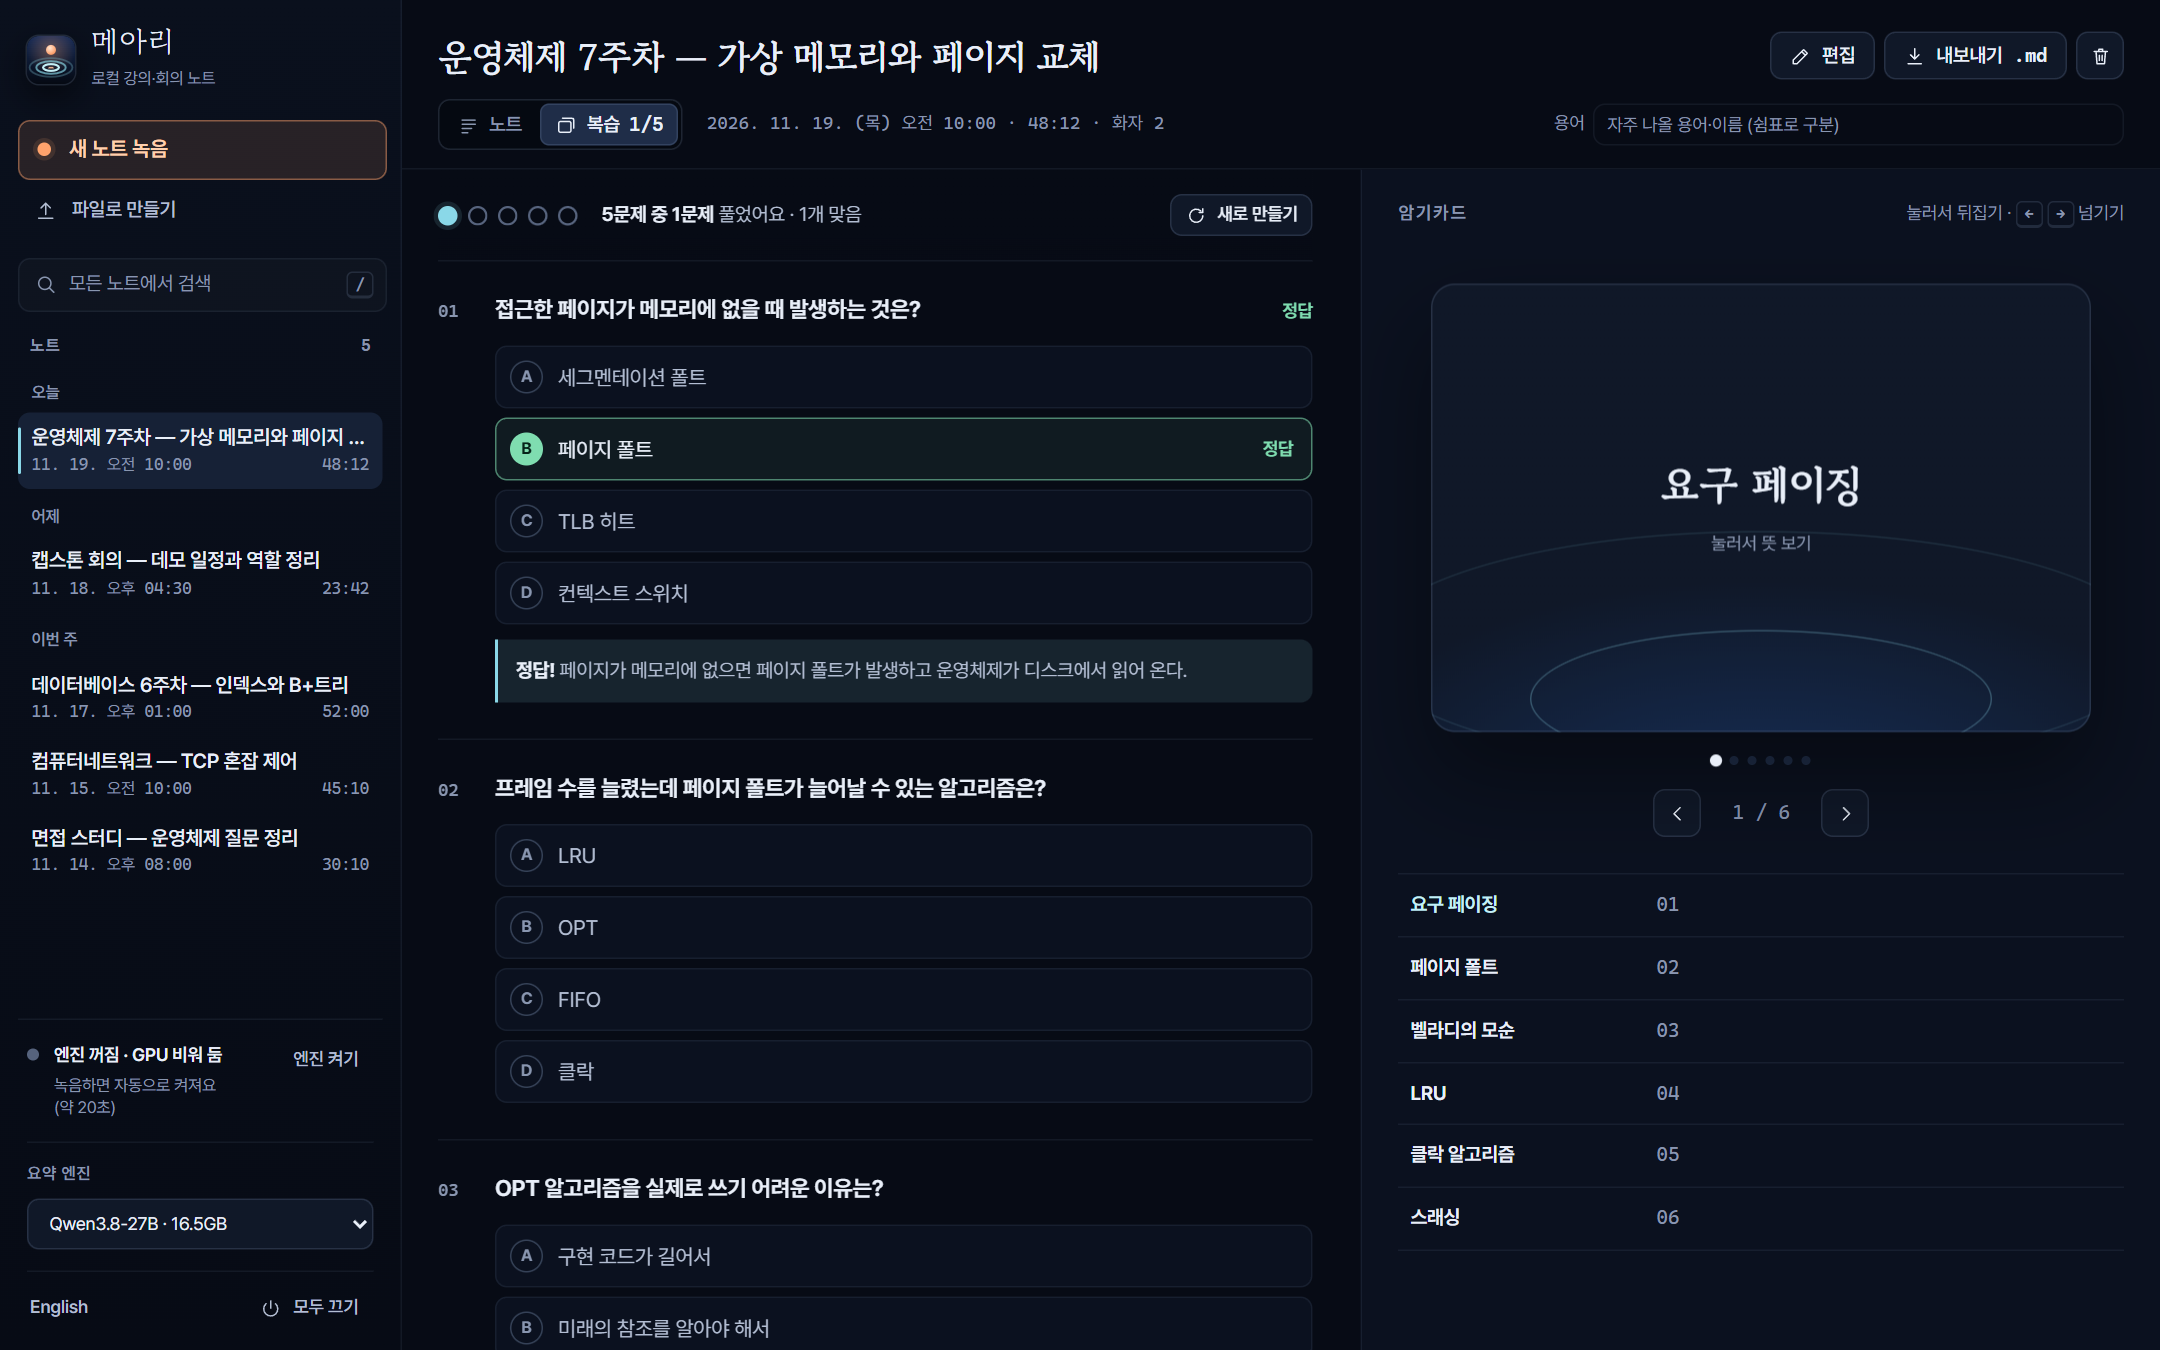 메아리
로컬 강의·회의 노트
새 노트 녹음
파일로 만들기
모든 노트에서 검색 /
노트 5
오늘
운영체제 7주차 — 가상 메모리와 페이지 ...
11. 19. 오전 10:00 48:12
어제
캡스톤 회의 — 데모 일정과 역할 정리
11. 18. 오후 04:30 23:42
이번 주
데이터베이스 6주차 — 인덱스와 B+트리
11. 17. 오후 01:00 52:00
컴퓨터네트워크 — TCP 혼잡 제어
11. 15. 오전 10:00 45:10
면접 스터디 — 운영체제 질문 정리
11. 14. 오후 08:00 30:10
엔진 꺼짐 · GPU 비워 둠 엔진 켜기
녹음하면 자동으로 켜져요
(약 20초)
요약 엔진
Qwen3.8-27B · 16.5GB
English 모두 끄기
운영체제 7주차 — 가상 메모리와 페이지 교체
편집 내보내기 .md
노트 복습 1/5 2026. 11. 19. (목) 오전 10:00 · 48:12 · 화자 2
용어 자주 나올 용어·이름 (쉼표로 구분)
5문제 중 1문제 풀었어요 · 1개 맞음 새로 만들기
01 접근한 페이지가 메모리에 없을 때 발생하는 것은? 정답
A 세그멘테이션 폴트
B 페이지 폴트 정답
C TLB 히트
D 컨텍스트 스위치
정답! 페이지가 메모리에 없으면 페이지 폴트가 발생하고 운영체제가 디스크에서 읽어 온다.
02 프레임 수를 늘렸는데 페이지 폴트가 늘어날 수 있는 알고리즘은?
A LRU
B OPT
C FIFO
D 클락
03 OPT 알고리즘을 실제로 쓰기 어려운 이유는?
A 구현 코드가 길어서
B 미래의 참조를 알아야 해서
암기카드 눌러서 뒤집기 · ← → 넘기기
요구 페이징
눌러서 뜻 보기
1 / 6
요구 페이징 01
페이지 폴트 02
벨라디의 모순 03
LRU 04
클락 알고리즘 05
스래싱 06